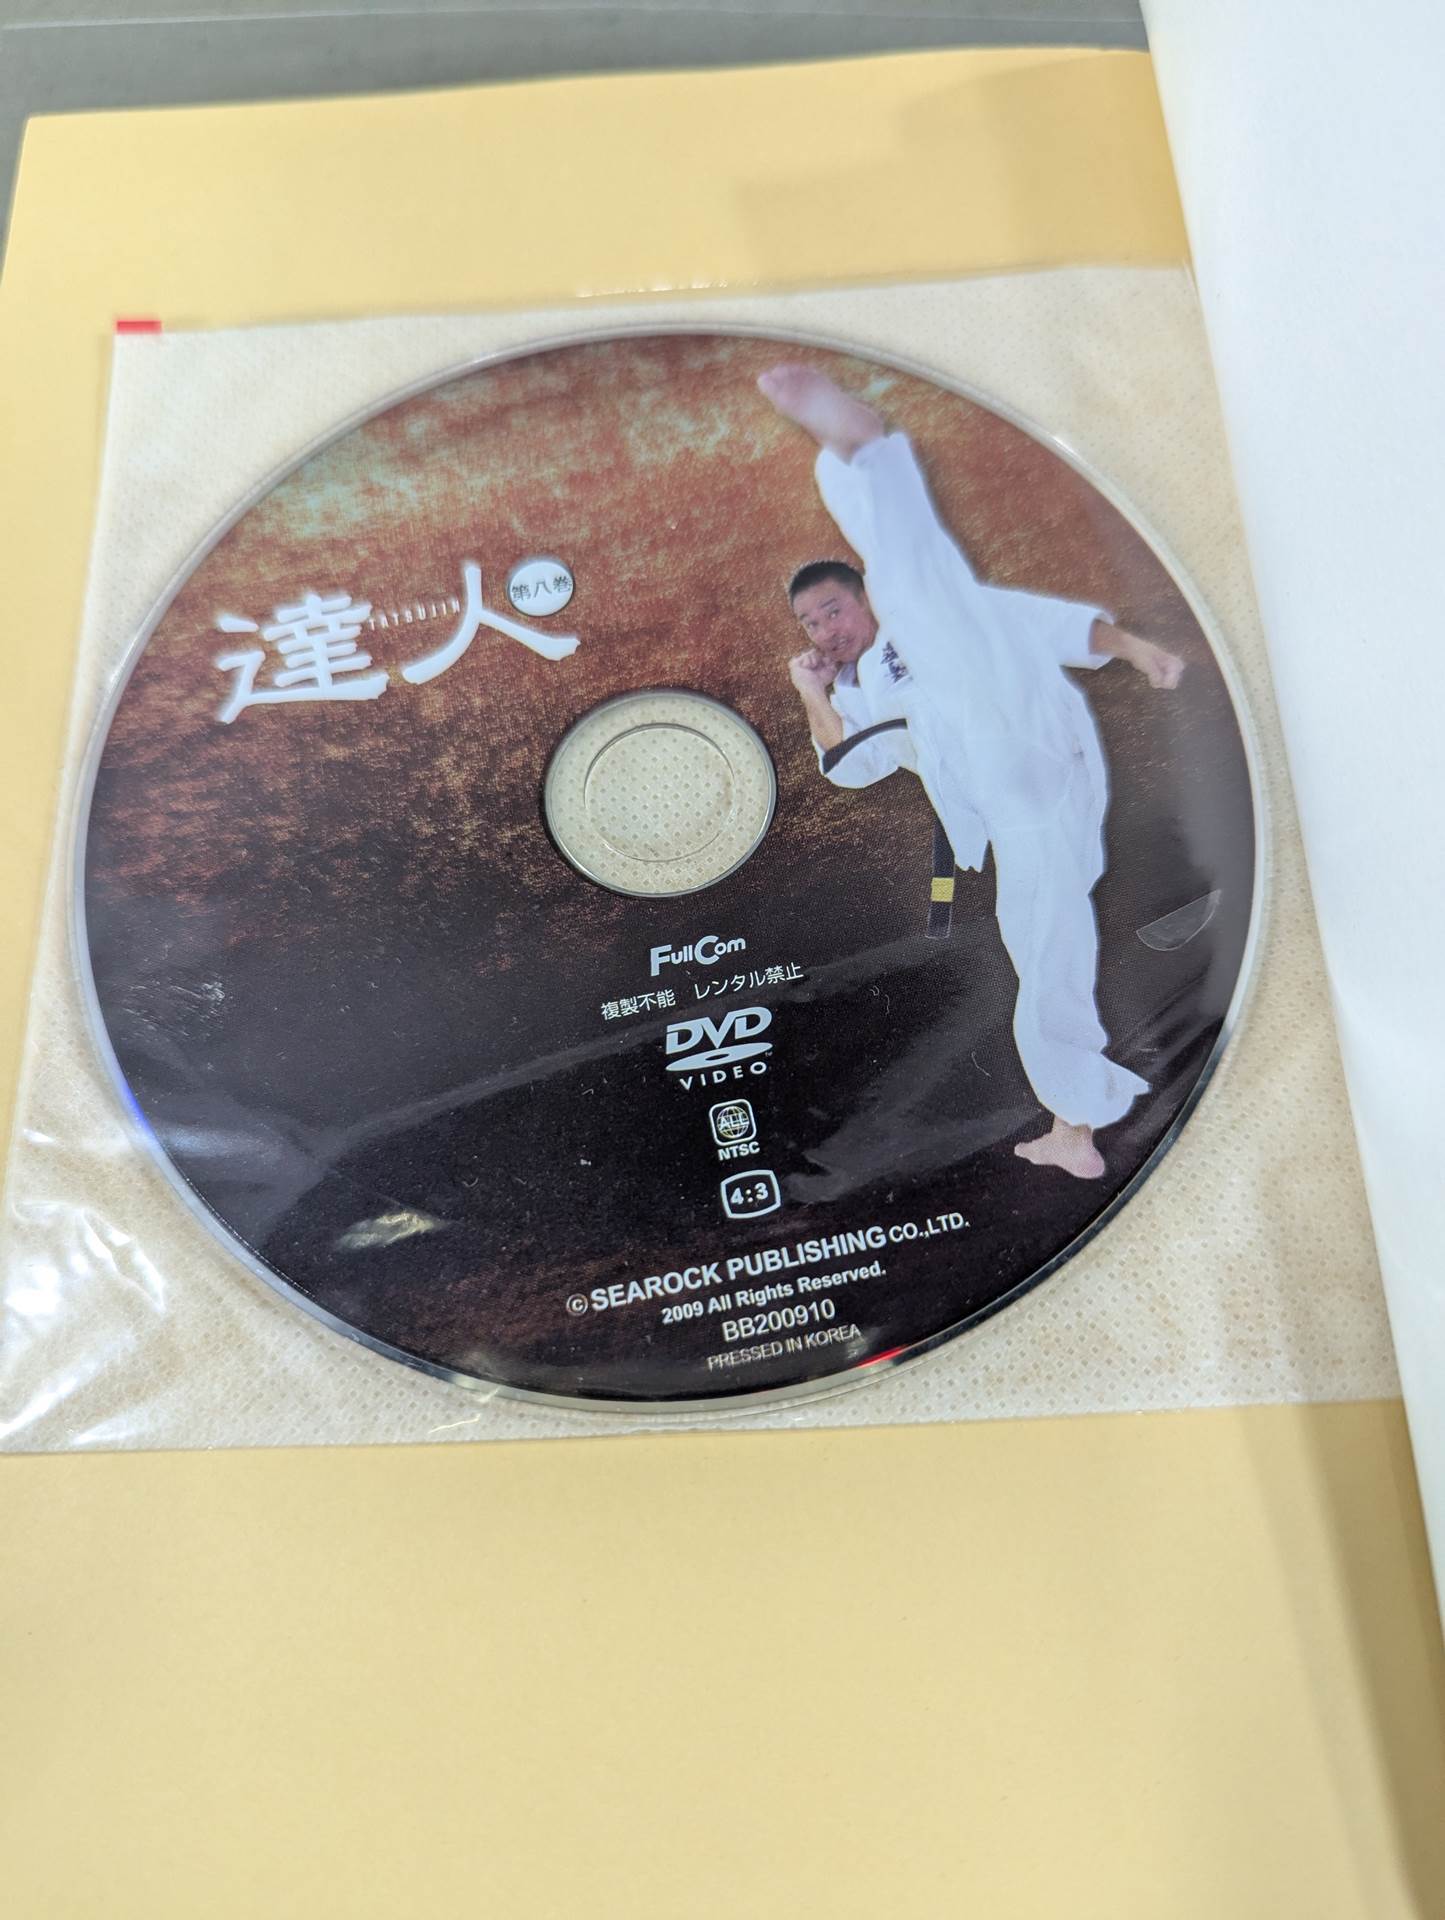 達人
TATSUJIN
第八巻
FullCom
複製不能 レンタル禁止
DVD
VIDEO
ALL
NTSC
4:3
©SEAROCK PUBLISHING CO.,LTD.
2009 All Rights Reserved.
BB200910
PRESSED IN KOREA